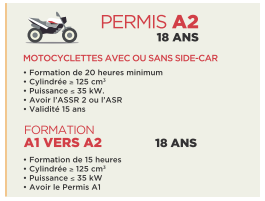 PERMIS A2
18 ANS
MOTOCYCLETTES AVEC OU SANS SIDE-CAR
• Formation de 20 heures minimum
• Cylindrée ≥ 125 cm³
• Puissance ≤ 35 kW.
• Avoir l'ASSR 2 ou l'ASR
• Validité 15 ans
FORMATION
A1 VERS A2 18 ANS
• Formation de 15 heures
• Cylindrée ≥ 125 cm³
• Puissance ≤ 35 kW
• Avoir le Permis A1